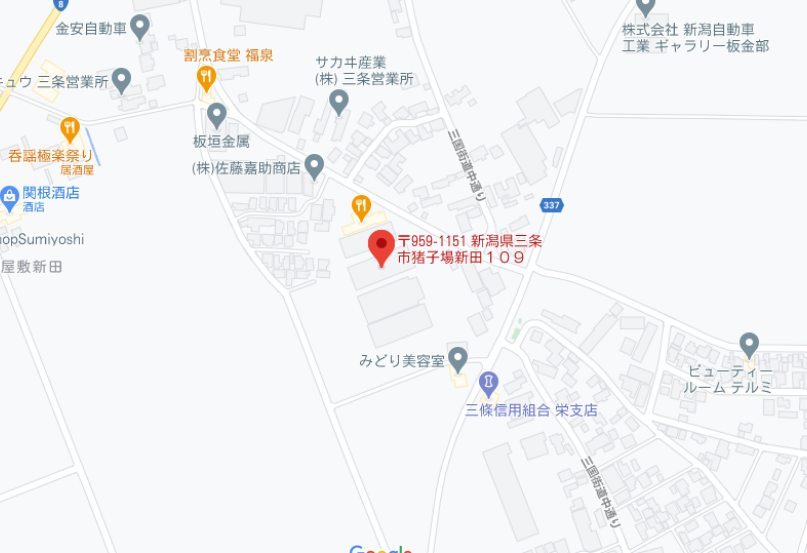 8
金安自動車
割烹食堂 福泉
サカヰ産業
(株) 三条営業所
株式会社 新潟自動車
工業 ギャラリー板金部
キュウ 三条営業所
板垣金属
三国街道中通り
呑謡極楽祭り
居酒屋
(株)佐藤嘉助商店
関根酒店
酒店
337
hopSumiyoshi
屋敷新田
〒959-1151 新潟県三条
市猪子場新田１０９
みどり美容室
ビューティー
ルーム テルミ
三條信用組合 栄支店
三国街道中通り
Google